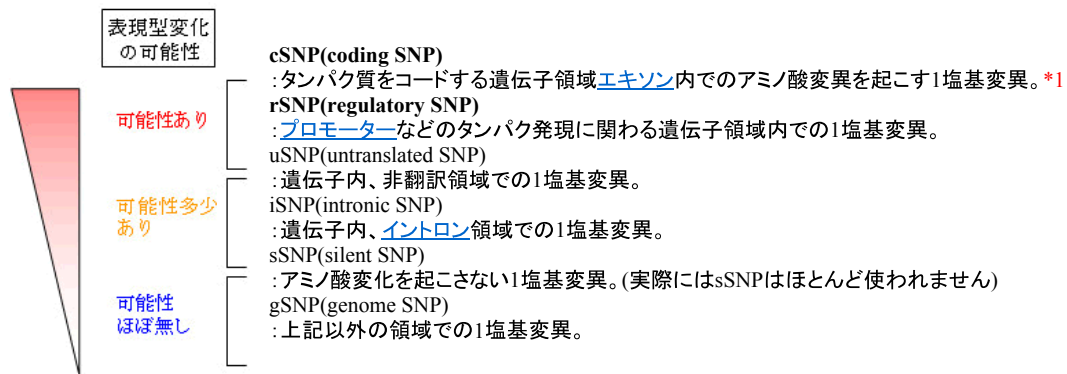 表現型変化
の可能性
cSNP(coding SNP)
:タンパク質をコードする遺伝子領域エキソン内でのアミノ酸変異を起こす1塩基変異。*1
可能性あり
rSNP(regulatory SNP)
:プロモーターなどのタンパク発現に関わる遺伝子領域内での1塩基変異。
uSNP(untranslated SNP)
:遺伝子内、非翻訳領域での1塩基変異。
可能性多少
あり
iSNP(intronic SNP)
:遺伝子内、イントロン領域での1塩基変異。
sSNP(silent SNP)
:アミノ酸変化を起こさない1塩基変異。(実際にはsSNPはほとんど使われません)
可能性
ほぼ無し
gSNP(genome SNP)
:上記以外の領域での1塩基変異。